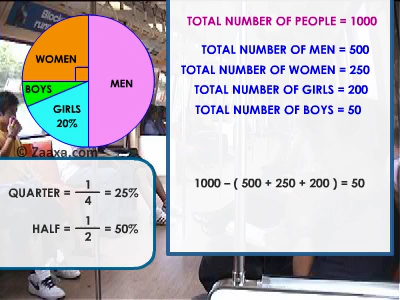 WOMEN
MEN
BOYS
GIRLS
20%
© Zaaxa.com
QUARTER = 1/4 = 25%
HALF = 1/2 = 50%
TOTAL NUMBER OF PEOPLE = 1000
TOTAL NUMBER OF MEN = 500
TOTAL NUMBER OF WOMEN = 250
TOTAL NUMBER OF GIRLS = 200
TOTAL NUMBER OF BOYS = 50
1000 – ( 500 + 250 + 200 ) = 50